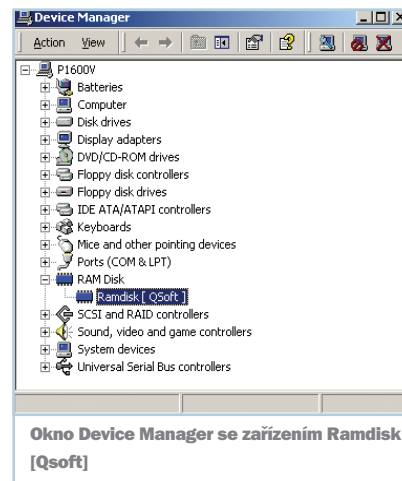 Device Manager
Action View
P1600V
Batteries
Computer
Disk drives
Display adapters
DVD/CD-ROM drives
Floppy disk controllers
Floppy disk drives
IDE ATA/ATAPI controllers
Keyboards
Mice and other pointing devices
Ports (COM & LPT)
RAM Disk
Ramdisk [ QSoft ]
SCSI and RAID controllers
Sound, video and game controllers
System devices
Universal Serial Bus controllers
Okno Device Manager se zařízením Ramdisk
[Qsoft]